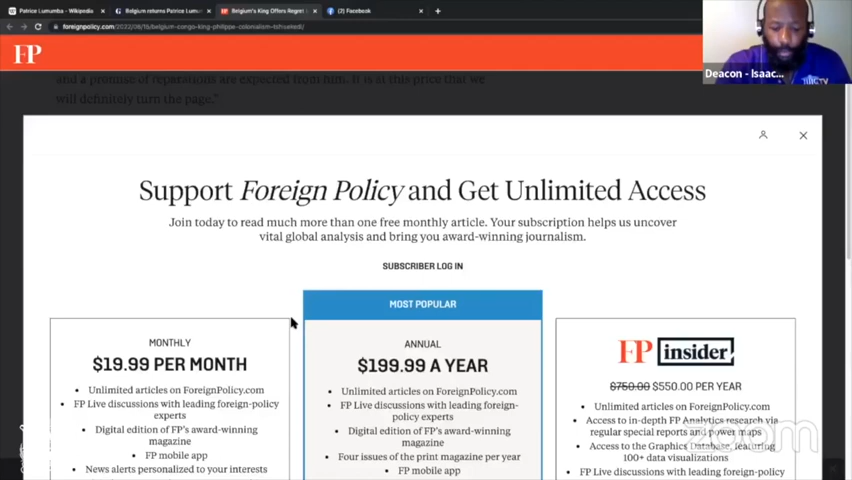 Patrice Lumumba - Wikipedia
Belgium returns Patrice Lumum
Belgium's King Offers Regret
(2) Facebook
foreignpolicy.com/2022/06/15/belgium-congo-king-philippe-colonialism-tshisekedi/
FP
Deacon - Isaac...
and a promise of reparations are expected from him. It is at this price that we
will definitely turn the page."
Support Foreign Policy and Get Unlimited Access
Join today to read much more than one free monthly article. Your subscription helps us uncover
vital global analysis and bring you award-winning journalism.
SUBSCRIBER LOG IN
MOST POPULAR
MONTHLY
$19.99 PER MONTH
• Unlimited articles on ForeignPolicy.com
• FP Live discussions with leading foreign-policy
experts
• Digital edition of FP's award-winning
magazine
• FP mobile app
• News alerts personalized to your interests
ANNUAL
$199.99 A YEAR
• Unlimited articles on ForeignPolicy.com
• FP Live discussions with leading foreign-
policy experts
• Digital edition of FP's award-winning
magazine
• Four issues of the print magazine per year
• FP mobile app
FP insider
$750.00 $550.00 PER YEAR
• Unlimited articles on ForeignPolicy.com
• Access to in-depth FP Analytics research via
regular special reports and power maps
• Access to the Graphics Database, featuring
100+ data visualizations
• FP Live discussions with leading foreign-policy
zoom